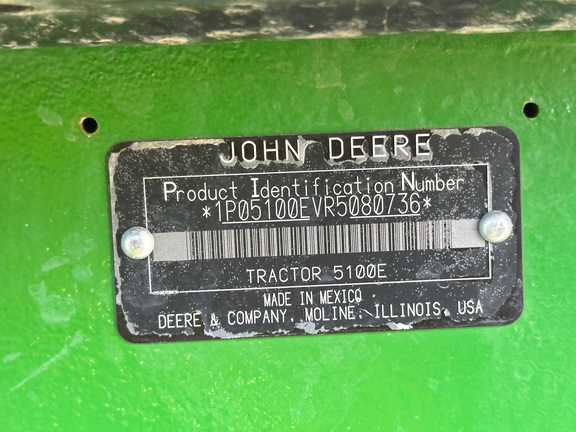 JOHN DEERE
Product Identification Number
*1P05100EVR5080736*
TRACTOR 5100E
MADE IN MEXICO
DEERE & COMPANY, MOLINE, ILLINOIS, USA